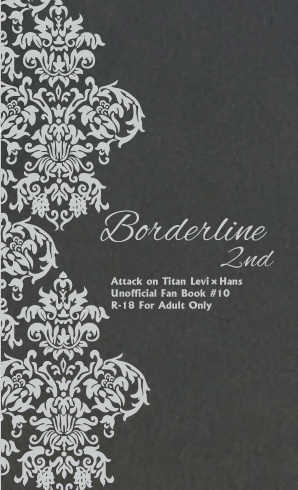 Borderline
2nd
Attack on Titan Levi×Hans
Unofficial Fan Book #10
R-18 For Adult Only